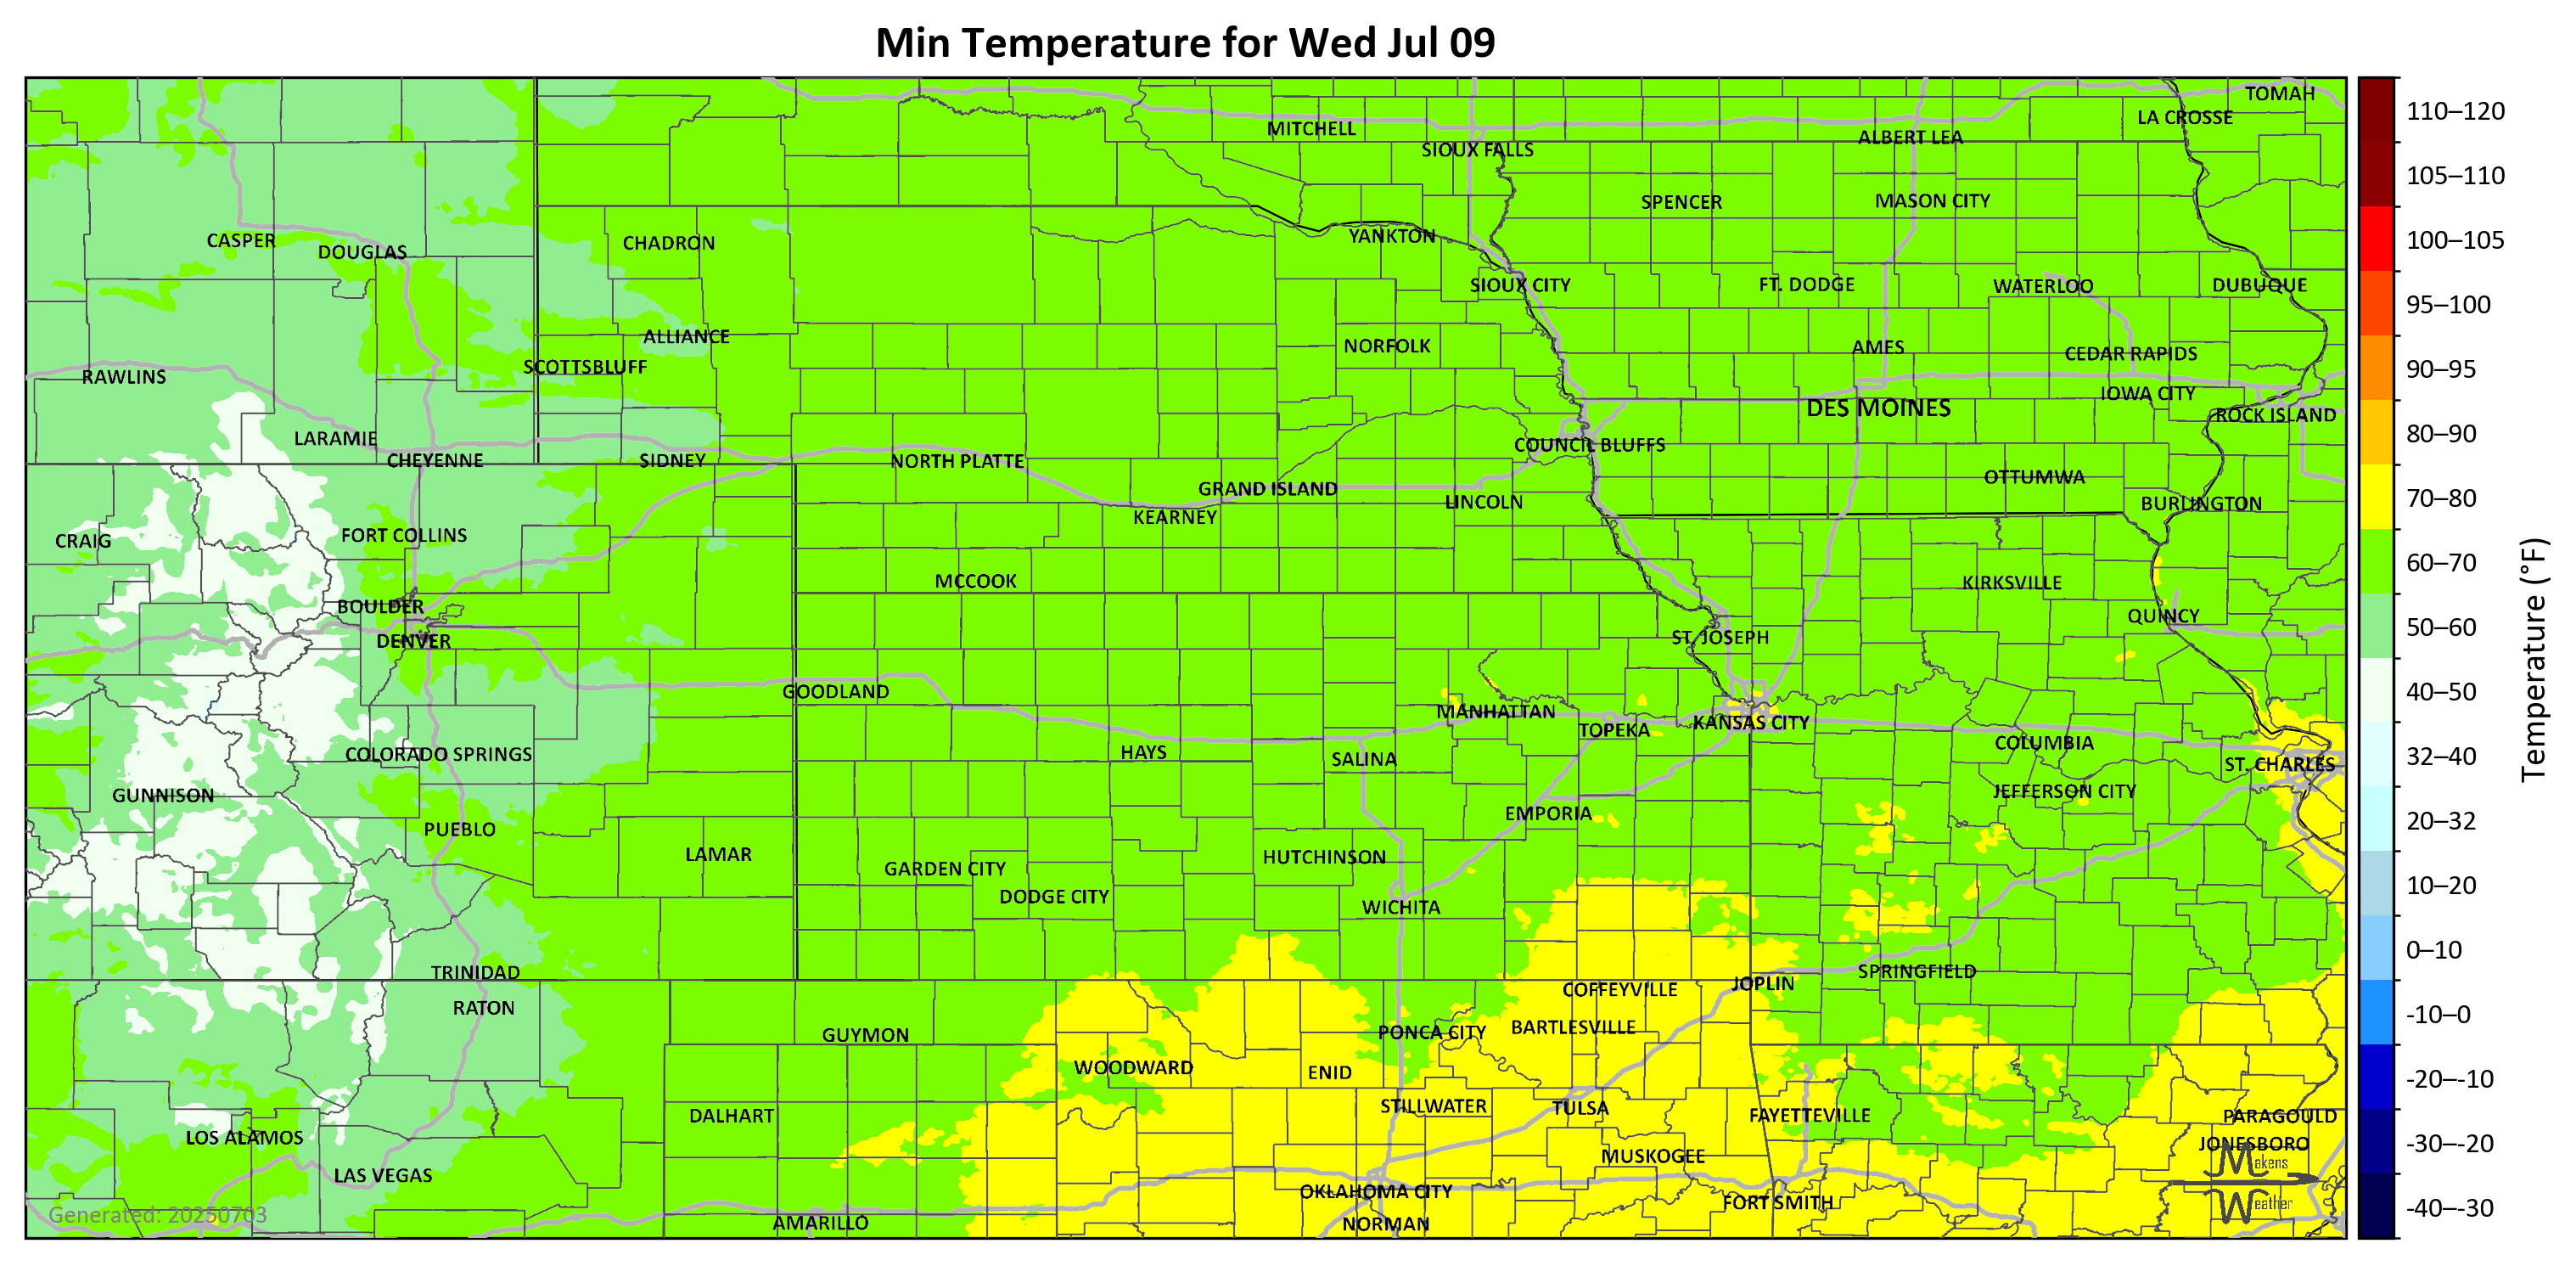 Min Temperature for Wed Jul 09
TOMAH
LA CROSSE
MITCHELL
ALBERT LEA
SIOUX FALLS
SPENCER
MASON CITY
CASPER
DOUGLAS
CHADRON
YANKTON
SIOUX CITY
FT. DODGE
WATERLOO
DUBUQUE
ALLIANCE
NORFOLK
AMES
CEDAR RAPIDS
SCOTTSBLUFF
RAWLINS
IOWA CITY
DES MOINES
ROCK ISLAND
LARAMIE
COUNCIL BLUFFS
CHEYENNE
SIDNEY
NORTH PLATTE
OTTUMWA
GRAND ISLAND
LINCOLN
BURLINGTON
KEARNEY
CRAIG
FORT COLLINS
MCCOOK
KIRKSVILLE
BOULDER
QUINCY
DENVER
ST. JOSEPH
GOODLAND
MANHATTAN
KANSAS CITY
TOPEKA
COLUMBIA
COLORADO SPRINGS
HAYS
SALINA
ST. CHARLES
GUNNISON
JEFFERSON CITY
EMPORIA
PUEBLO
LAMAR
HUTCHINSON
GARDEN CITY
DODGE CITY
WICHITA
TRINIDAD
SPRINGFIELD
JOPLIN
COFFEYVILLE
RATON
GUYMON
PONCA CITY
BARTLESVILLE
WOODWARD
ENID
DALHART
STILLWATER
TULSA
FAYETTEVILLE
PARAGOULD
LOS ALAMOS
JONESBORO
MUSKOGEE
LAS VEGAS
OKLAHOMA CITY
FORT SMITH
AMARILLO
NORMAN
Generated: 20250703
Makens
Weather
110–120
105–110
100–105
95–100
90–95
80–90
70–80
60–70
50–60
40–50
32–40
20–32
10–20
0–10
-10–0
-20–-10
-30–-20
-40–-30
Temperature (°F)